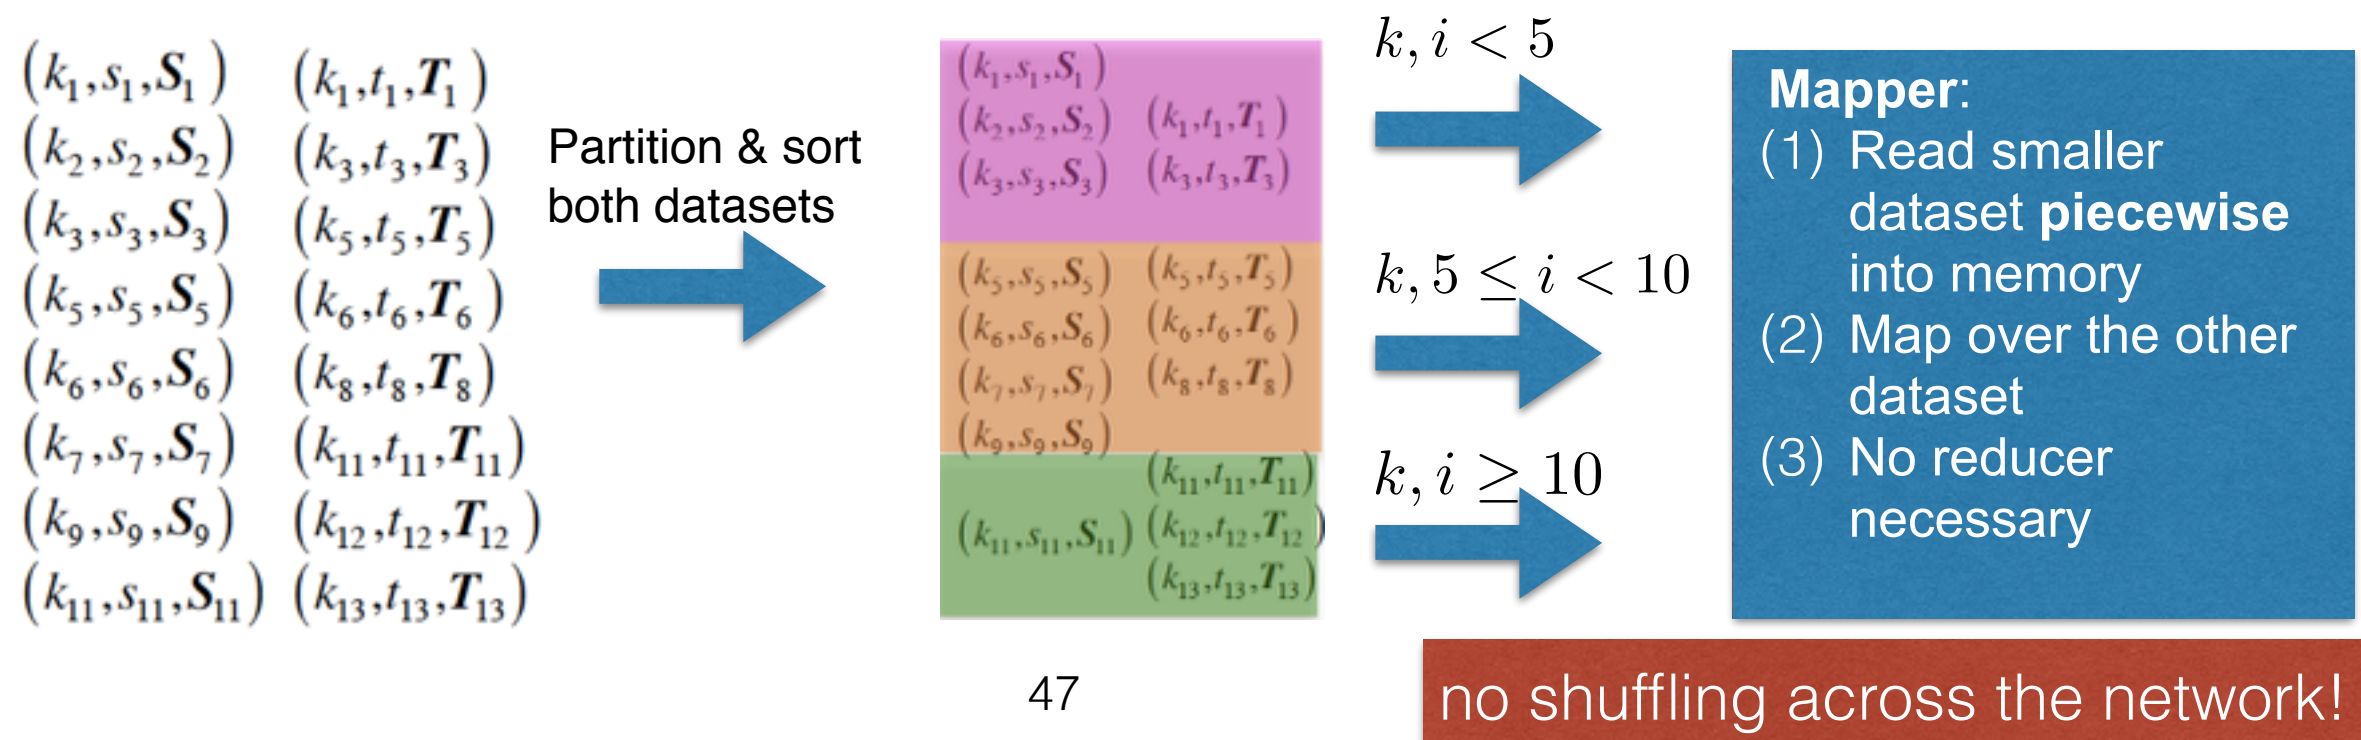 (k₁,s₁,S₁) (k₁,t₁,T₁)
(k₂,s₂,S₂) (k₃,t₃,T₃)
(k₃,s₃,S₃) (k₅,t₅,T₅)
(k₅,s₅,S₅) (k₆,t₆,T₆)
(k₆,s₆,S₆) (k₈,t₈,T₈)
(k₇,s₇,S₇) (k₁₁,t₁₁,T₁₁)
(k₉,s₉,S₉) (k₁₂,t₁₂,T₁₂)
(k₁₁,s₁₁,S₁₁) (k₁₃,t₁₃,T₁₃)
Partition & sort
both datasets
(k₁,s₁,S₁)
(k₂,s₂,S₂) (k₁,t₁,T₁)
(k₃,s₃,S₃) (k₃,t₃,T₃)
(k₅,s₅,S₅) (k₅,t₅,T₅)
(k₆,s₆,S₆) (k₆,t₆,T₆)
(k₇,s₇,S₇) (k₈,t₈,T₈)
(k₉,s₉,S₉)
(k₁₁,t₁₁,T₁₁)
(k₁₁,s₁₁,S₁₁) (k₁₂,t₁₂,T₁₂)
(k₁₃,t₁₃,T₁₃)
k, i < 5
k, 5 ≤ i < 10
k, i ≥ 10
Mapper:
(1) Read smaller
dataset piecewise
into memory
(2) Map over the other
dataset
(3) No reducer
necessary
47
no shuffling across the network!